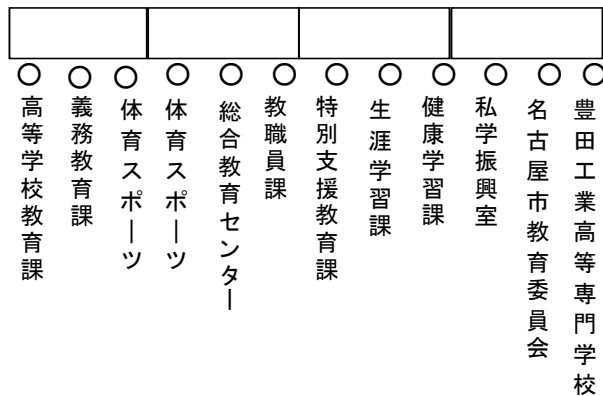 高等学校教育課
義務教育課
体育スポーツ
体育スポーツ
総合教育センター
教職員課
特別支援教育課
生涯学習課
健康学習課
私学振興室
名古屋市教育委員会
豊田工業高等専門学校